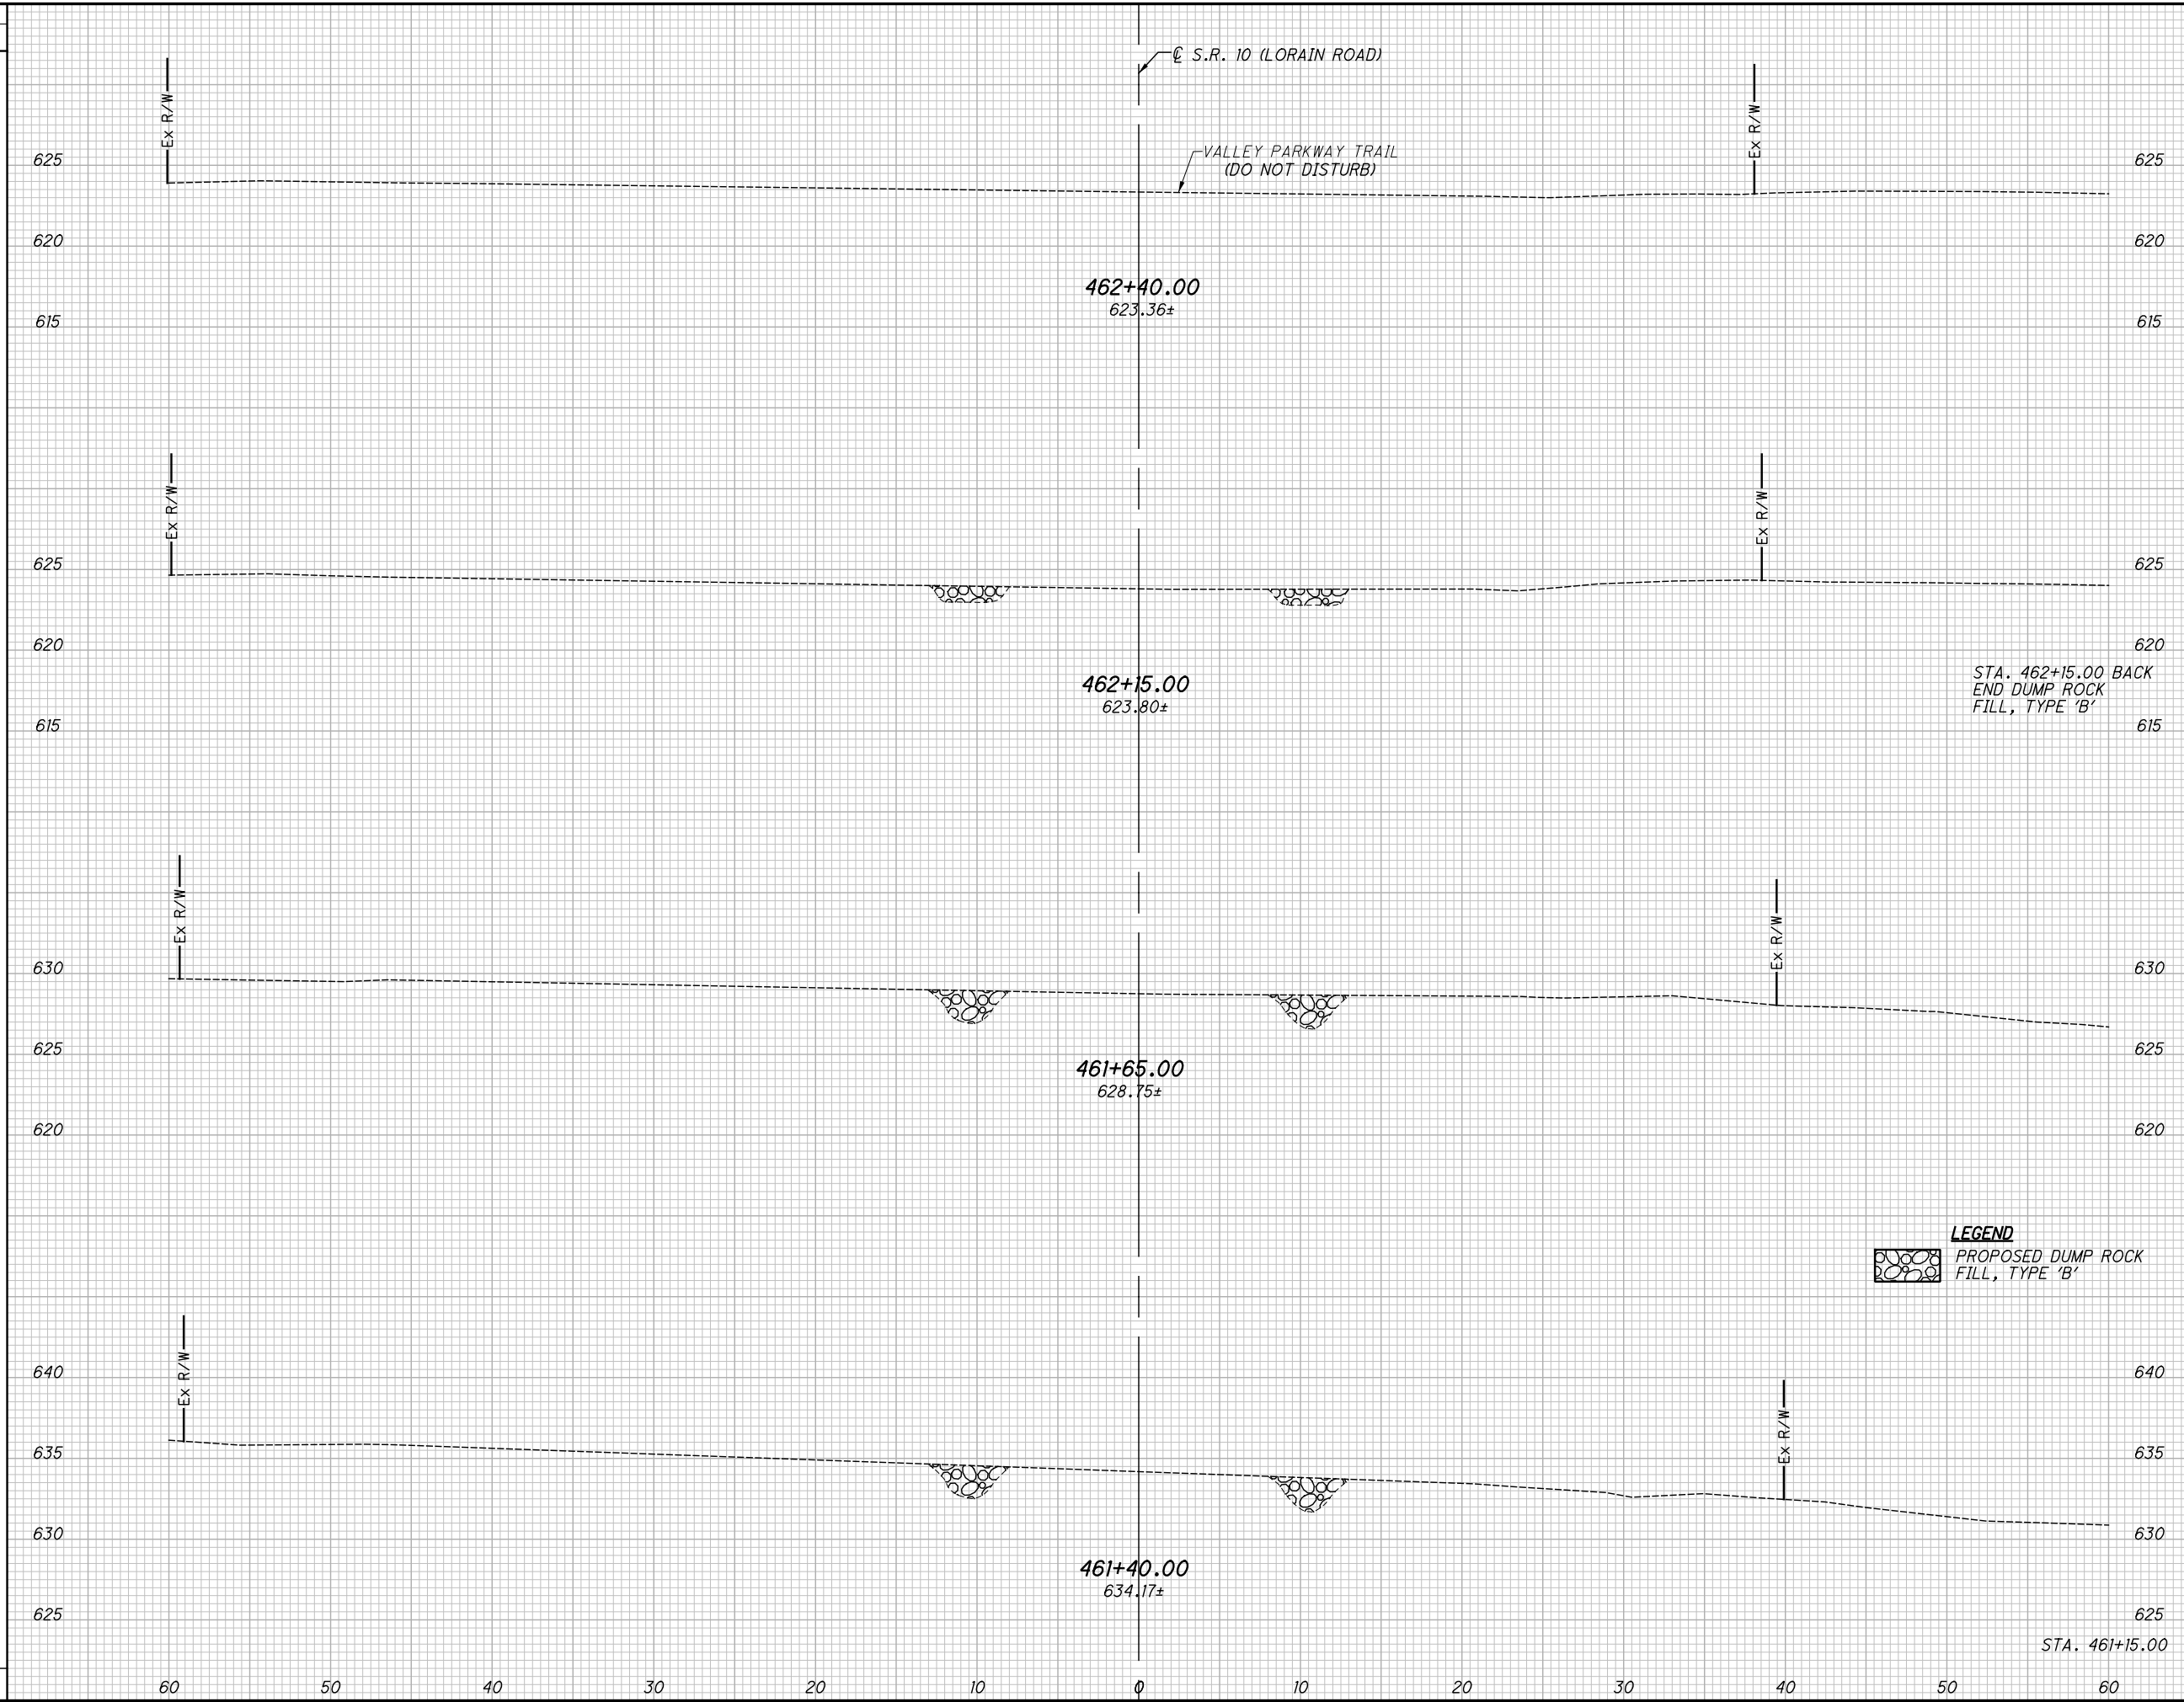 ℄ S.R. 10 (LORAIN ROAD)
Ex R/W
Ex R/W
VALLEY PARKWAY TRAIL
(DO NOT DISTURB)
625 625
620 620
462+40.00
623.36±
615 615
Ex R/W
Ex R/W
625 625
620 620
462+15.00
623.80±
STA. 462+15.00 BACK
END DUMP ROCK
FILL, TYPE 'B'
615 615
Ex R/W
Ex R/W
630 630
625 625
461+65.00
628.75±
620 620
LEGEND
PROPOSED DUMP ROCK
FILL, TYPE 'B'
Ex R/W
Ex R/W
640 640
635 635
630 630
461+40.00
634.17±
625 625
STA. 461+15.00
60 50 40 30 20 10 0 10 20 30 40 50 60